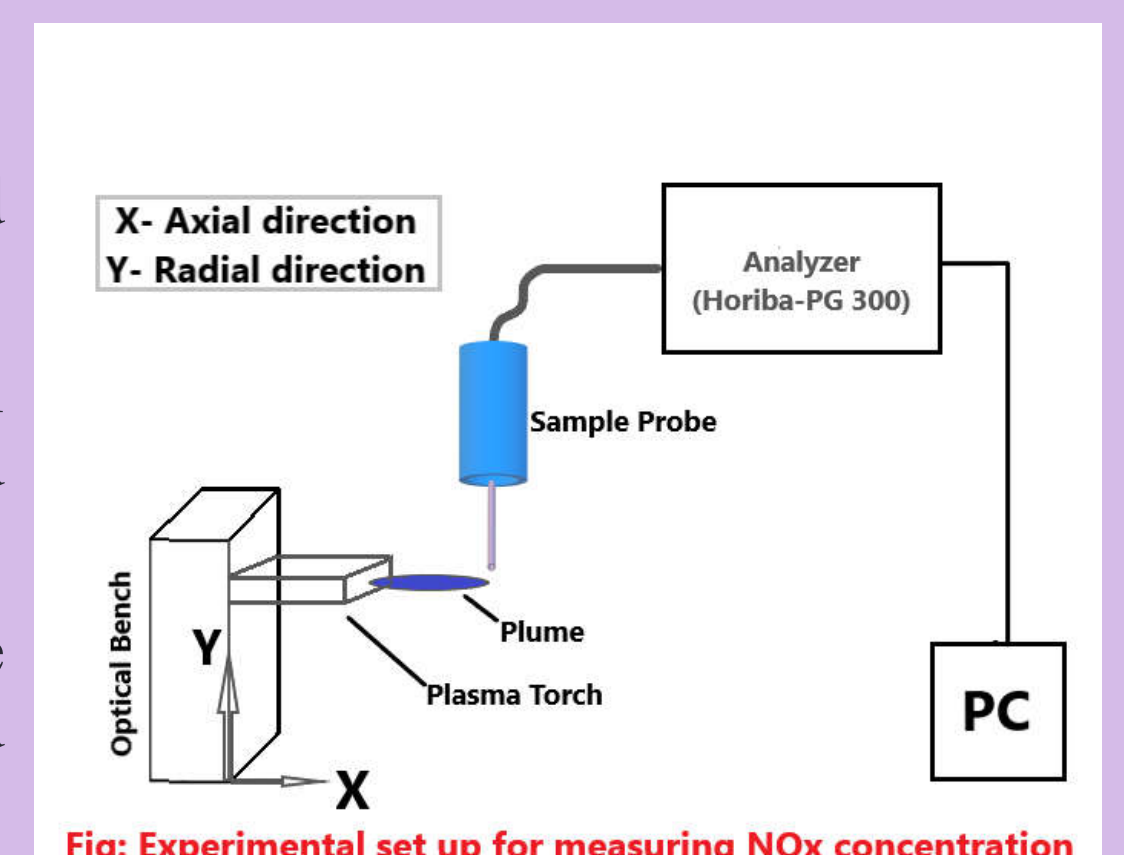 X- Axial direction
Y- Radial direction
Analyzer
(Horiba-PG 300)
Sample Probe
Optical Bench
Y
Plume
Plasma Torch
PC
X
Fig: Experimental set up for measuring NOx concentration